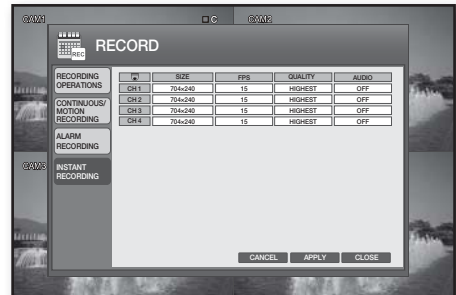 CAM1 C CAM2
REC RECORD
RECORDING
OPERATIONS
CONTINUOUS/
MOTION
RECORDING
ALARM
RECORDING
INSTANT
RECORDING
SIZE FPS QUALITY AUDIO
CH 1 704x240 15 HIGHEST OFF
CH 2 704x240 15 HIGHEST OFF
CH 3 704x240 15 HIGHEST OFF
CH 4 704x240 15 HIGHEST OFF
CAM3
CANCEL APPLY CLOSE